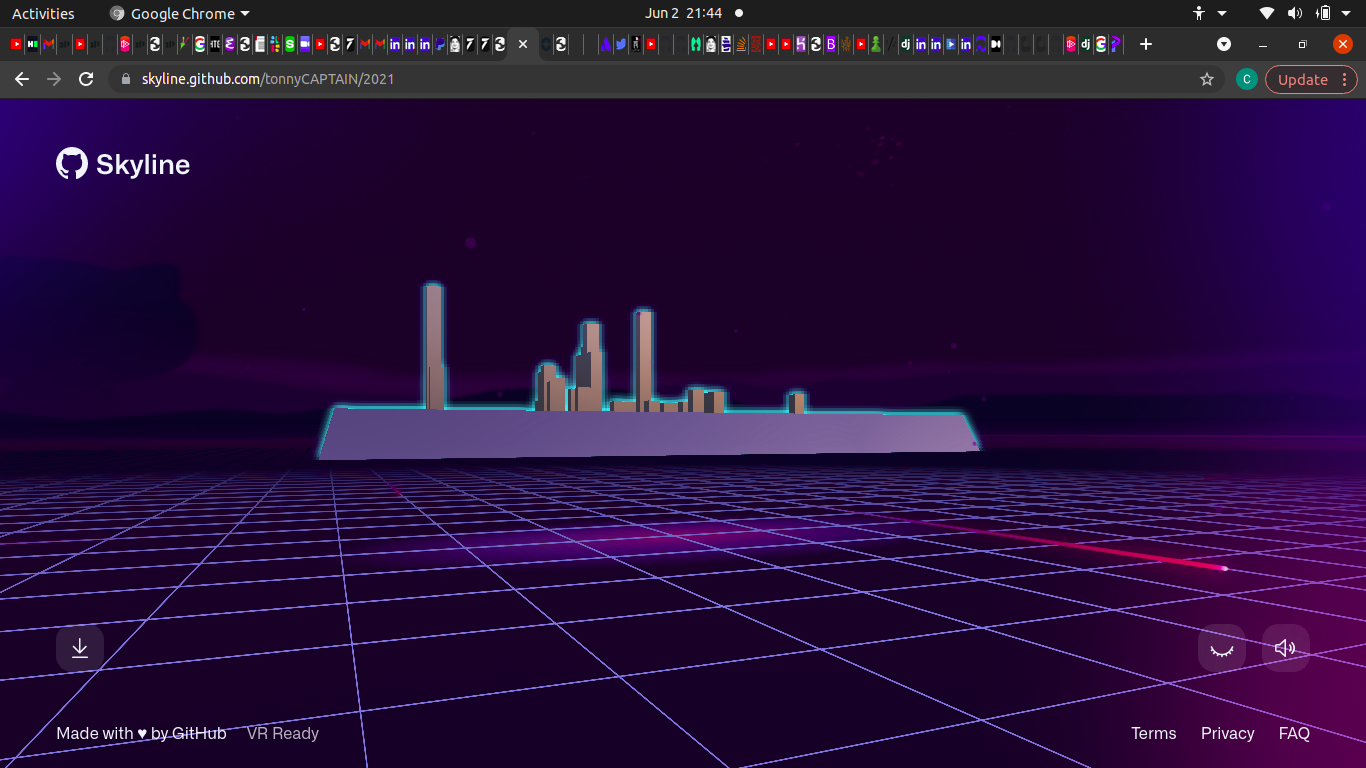 Activities
Google Chrome
Jun 2 21:44
skyline.github.com/tonnyCAPTAIN/2021
C
Update
Skyline
Made with ♥ by GitHub
VR Ready
Terms
Privacy
FAQ